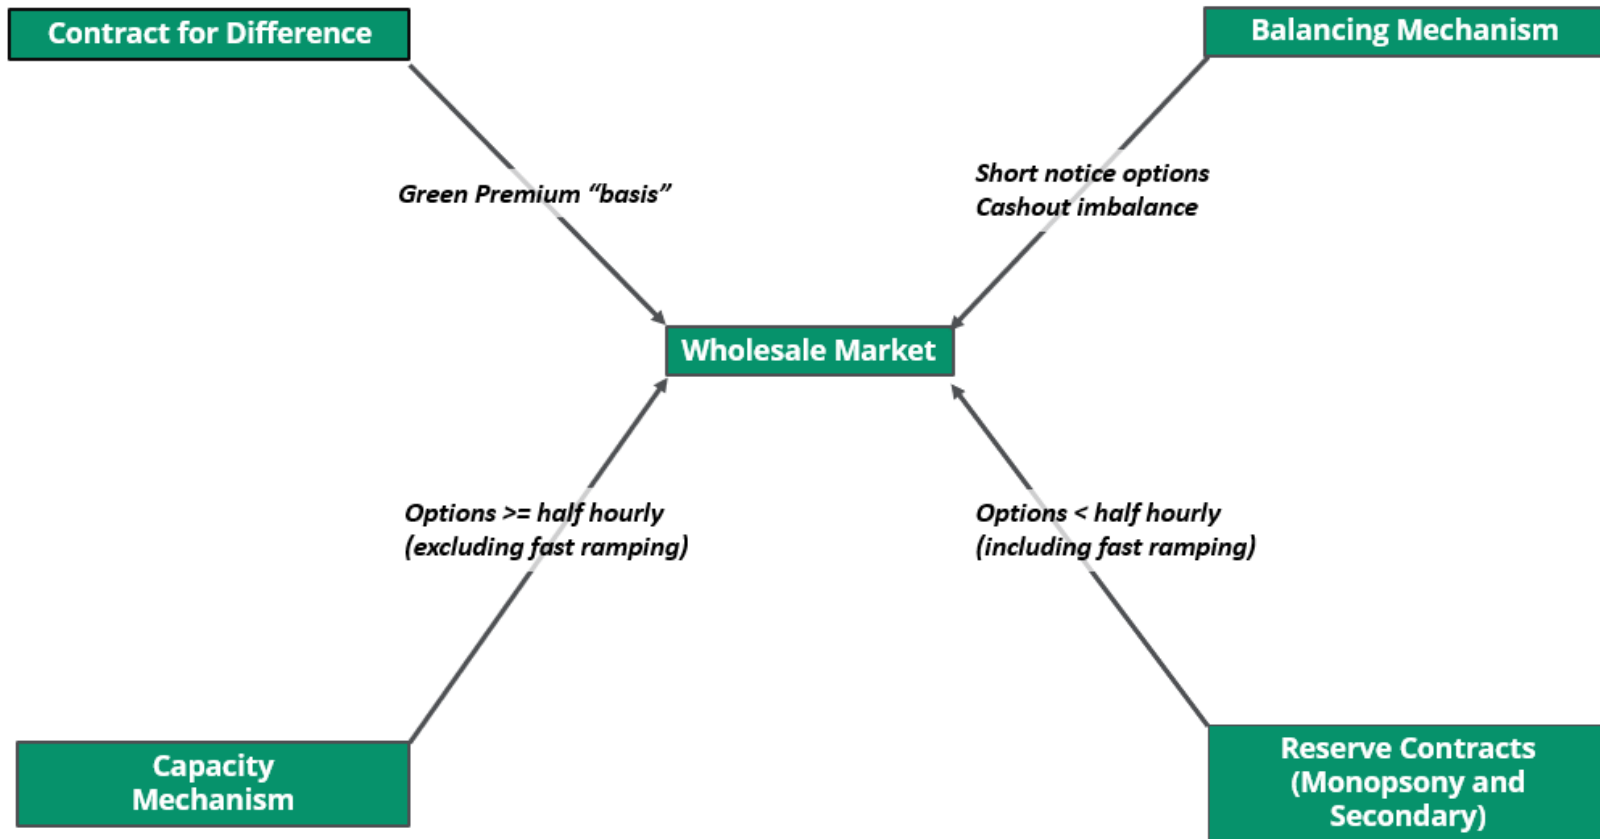 Contract for Difference
Balancing Mechanism
Green Premium “basis”
Short notice options
Cashout imbalance
Wholesale Market
Options >= half hourly
(excluding fast ramping)
Options < half hourly
(including fast ramping)
Capacity
Mechanism
Reserve Contracts
(Monopsony and
Secondary)